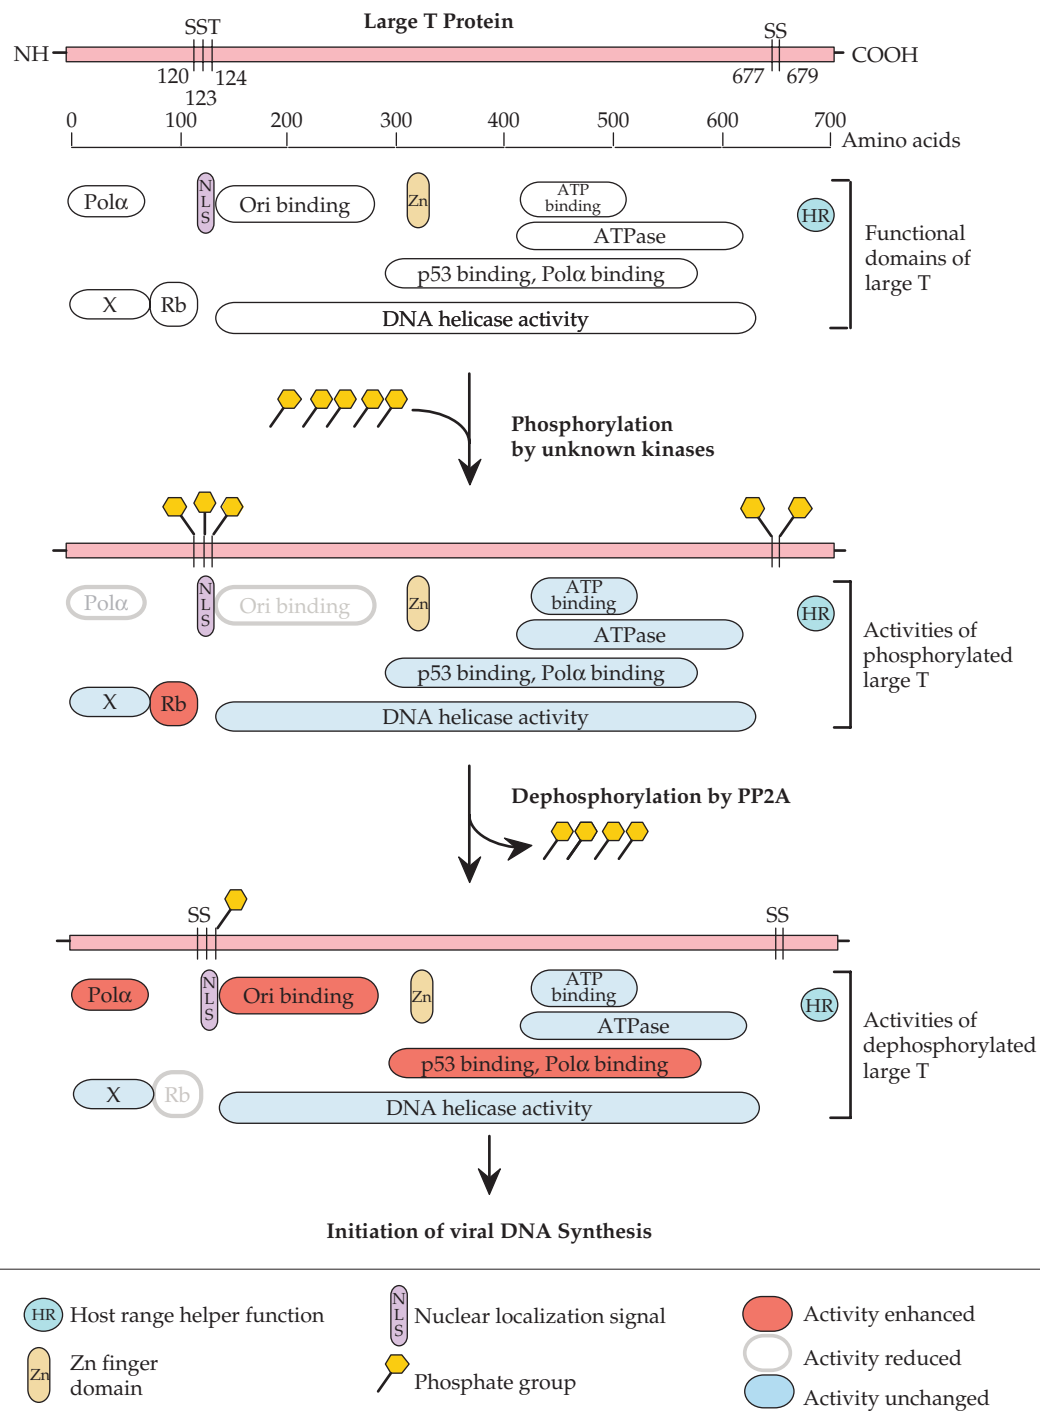 Large T Protein
SST
SS
NH
COOH
120
124
123
677
679
0
100
200
300
400
500
600
700
Amino acids
Polα
NLS
Ori binding
Zn
ATP
binding
HR
ATPase
p53 binding, Polα binding
X
Rb
DNA helicase activity
Functional
domains of
large T
Phosphorylation
by unknown kinases
Polα
NLS
Ori binding
Zn
ATP
binding
HR
ATPase
p53 binding, Polα binding
X
Rb
DNA helicase activity
Activities of
phosphorylated
large T
Dephosphorylation by PP2A
SS
SS
Polα
NLS
Ori binding
Zn
ATP
binding
HR
ATPase
p53 binding, Polα binding
X
Rb
DNA helicase activity
Activities of
dephosphorylated
large T
Initiation of viral DNA Synthesis
HR
Host range helper function
Zn
Zn finger
domain
NLS
Nuclear localization signal
Phosphate group
Activity enhanced
Activity reduced
Activity unchanged